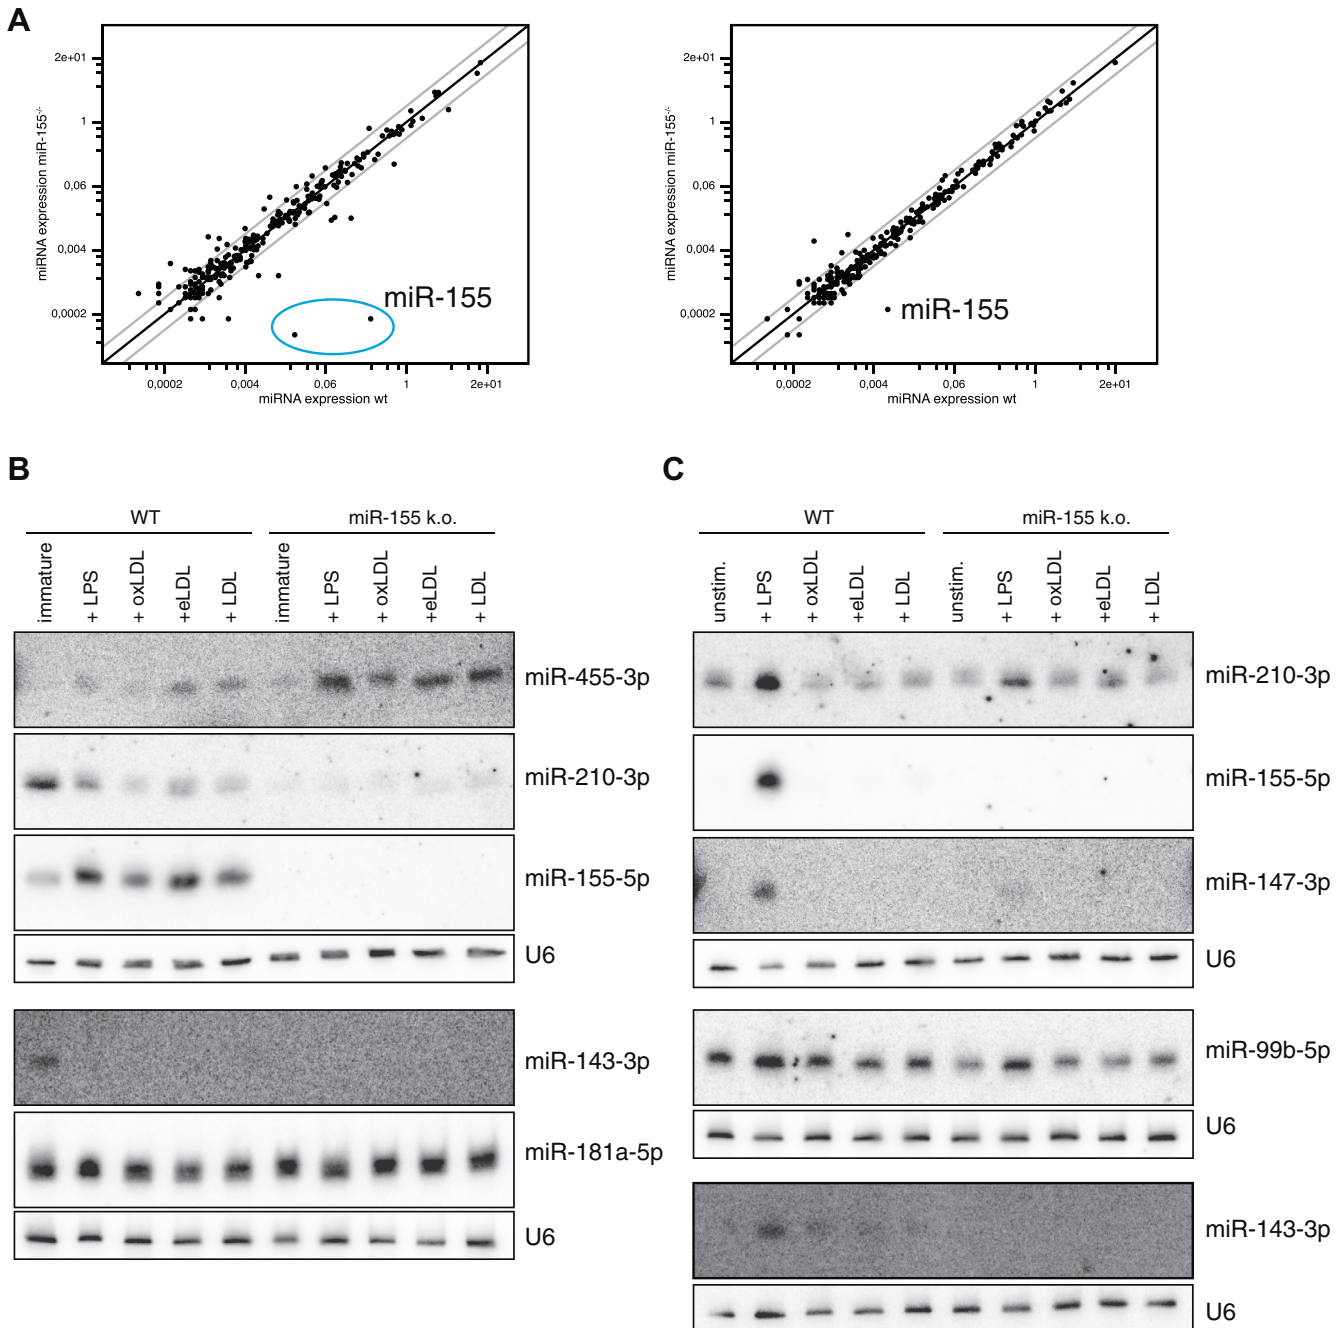 A
2e+01
1
0,06
0,004
0,0002
miRNA expression miR-155-/-
miR-155
0,0002 0,004 0,06 1 2e+01
miRNA expression wt
2e+01
1
0,06
0,004
0,0002
miRNA expression miR-155-/-
miR-155
0,0002 0,004 0,06 1 2e+01
miRNA expression wt
B
WT miR-155 k.o.
immature + LPS + oxLDL +eLDL + LDL immature + LPS + oxLDL +eLDL + LDL
miR-455-3p
miR-210-3p
miR-155-5p
U6
miR-143-3p
miR-181a-5p
U6
C
WT miR-155 k.o.
unstim. + LPS + oxLDL +eLDL + LDL unstim. + LPS + oxLDL +eLDL + LDL
miR-210-3p
miR-155-5p
miR-147-3p
U6
miR-99b-5p
U6
miR-143-3p
U6